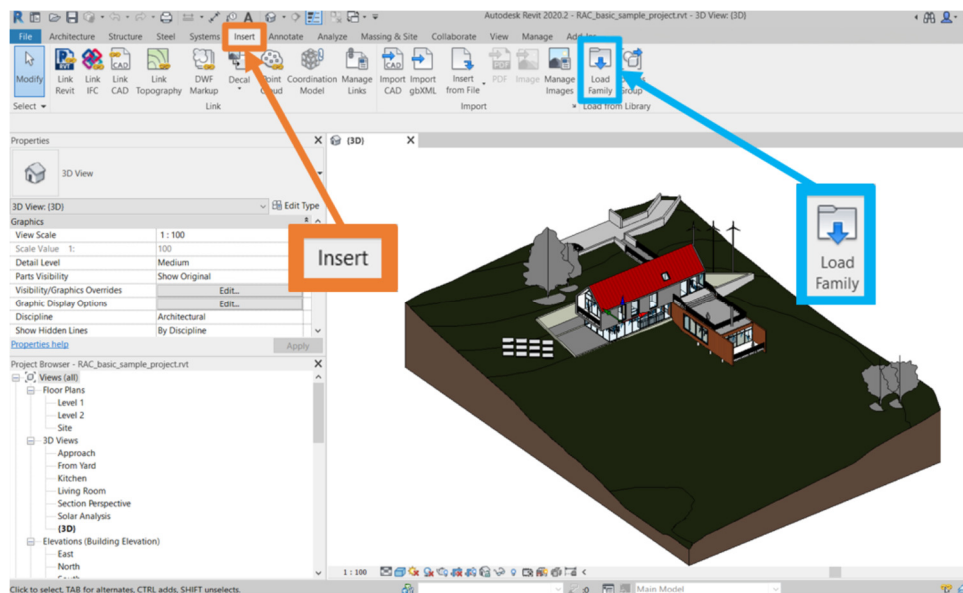 Autodesk Revit 2020.2 - RAC_basic_sample_project.rvt - 3D View: {3D}
File Architecture Structure Steel Systems Insert Annotate Analyze Massing & Site Collaborate View Manage
Modify Link Revit Link IFC Link CAD Link Topography DWF Markup Decal Coordination Model Manage Links Import CAD Import gbXML Insert from File PDF Image Manage Images Load Family
Select Link Import Load from Library
Properties X {3D} X
3D View
3D View: {3D} Edit Type
Graphics
View Scale 1 : 100
Scale Value 1: 100
Detail Level Medium
Parts Visibility Show Original
Visibility/Graphics Overrides Edit...
Graphic Display Options Edit...
Discipline Architectural
Show Hidden Lines By Discipline
Properties help Apply
Insert
Load
Family
Project Browser - RAC_basic_sample_project.rvt X
Views (all)
Floor Plans
Level 1
Level 2
Site
3D Views
Approach
From Yard
Kitchen
Living Room
Section Perspective
Solar Analysis
{3D}
Elevations (Building Elevation)
East
North
1 : 100
Click to select, TAB for alternates, CTRL adds, SHIFT unselects. :0 Main Model